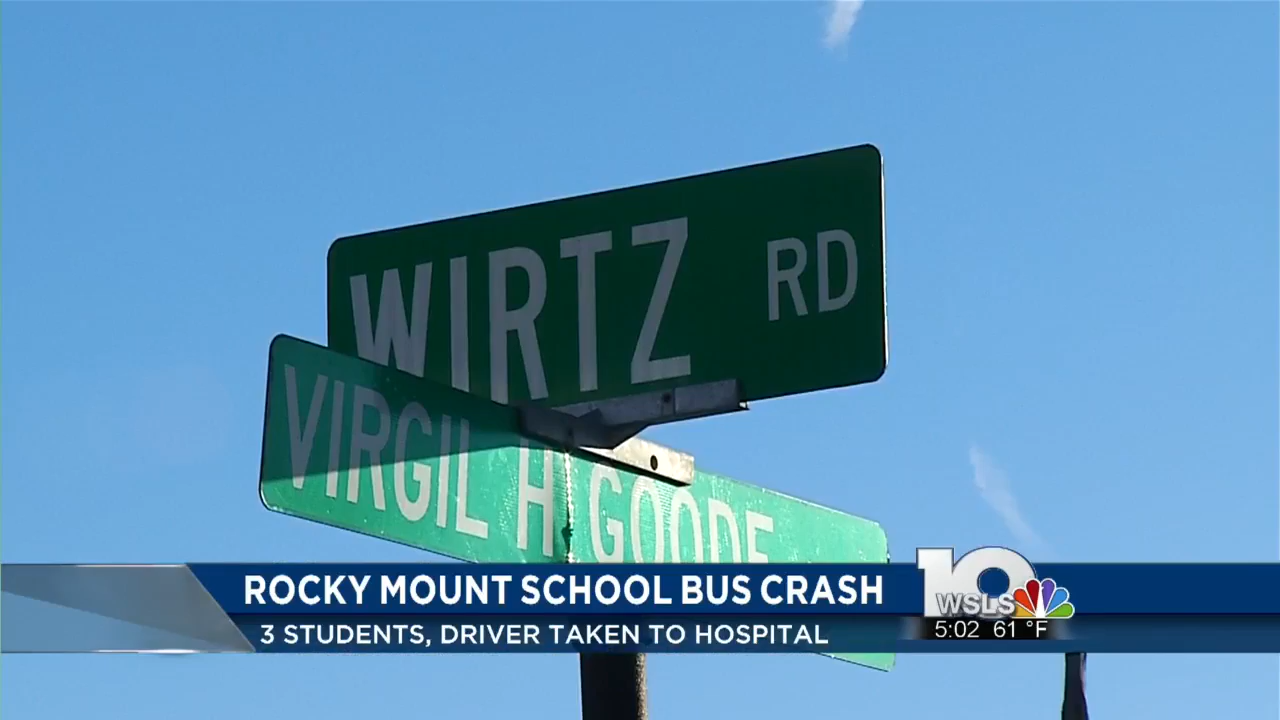 WIRTZ RD
VIRGIL H GOODE
ROCKY MOUNT SCHOOL BUS CRASH
3 STUDENTS, DRIVER TAKEN TO HOSPITAL
10
WSLS
5:02 61 °F